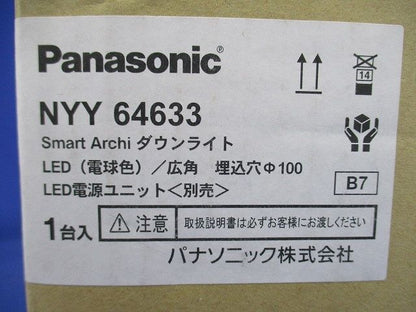 Panasonic®
14
NYY 64633
Smart Archi ダウンライト
LED（電球色）／広角 埋込穴Φ100
LED電源ユニット＜別売＞
B7
1台入
注意 取扱説明書は必ずお客様にお渡しください
パナソニック株式会社